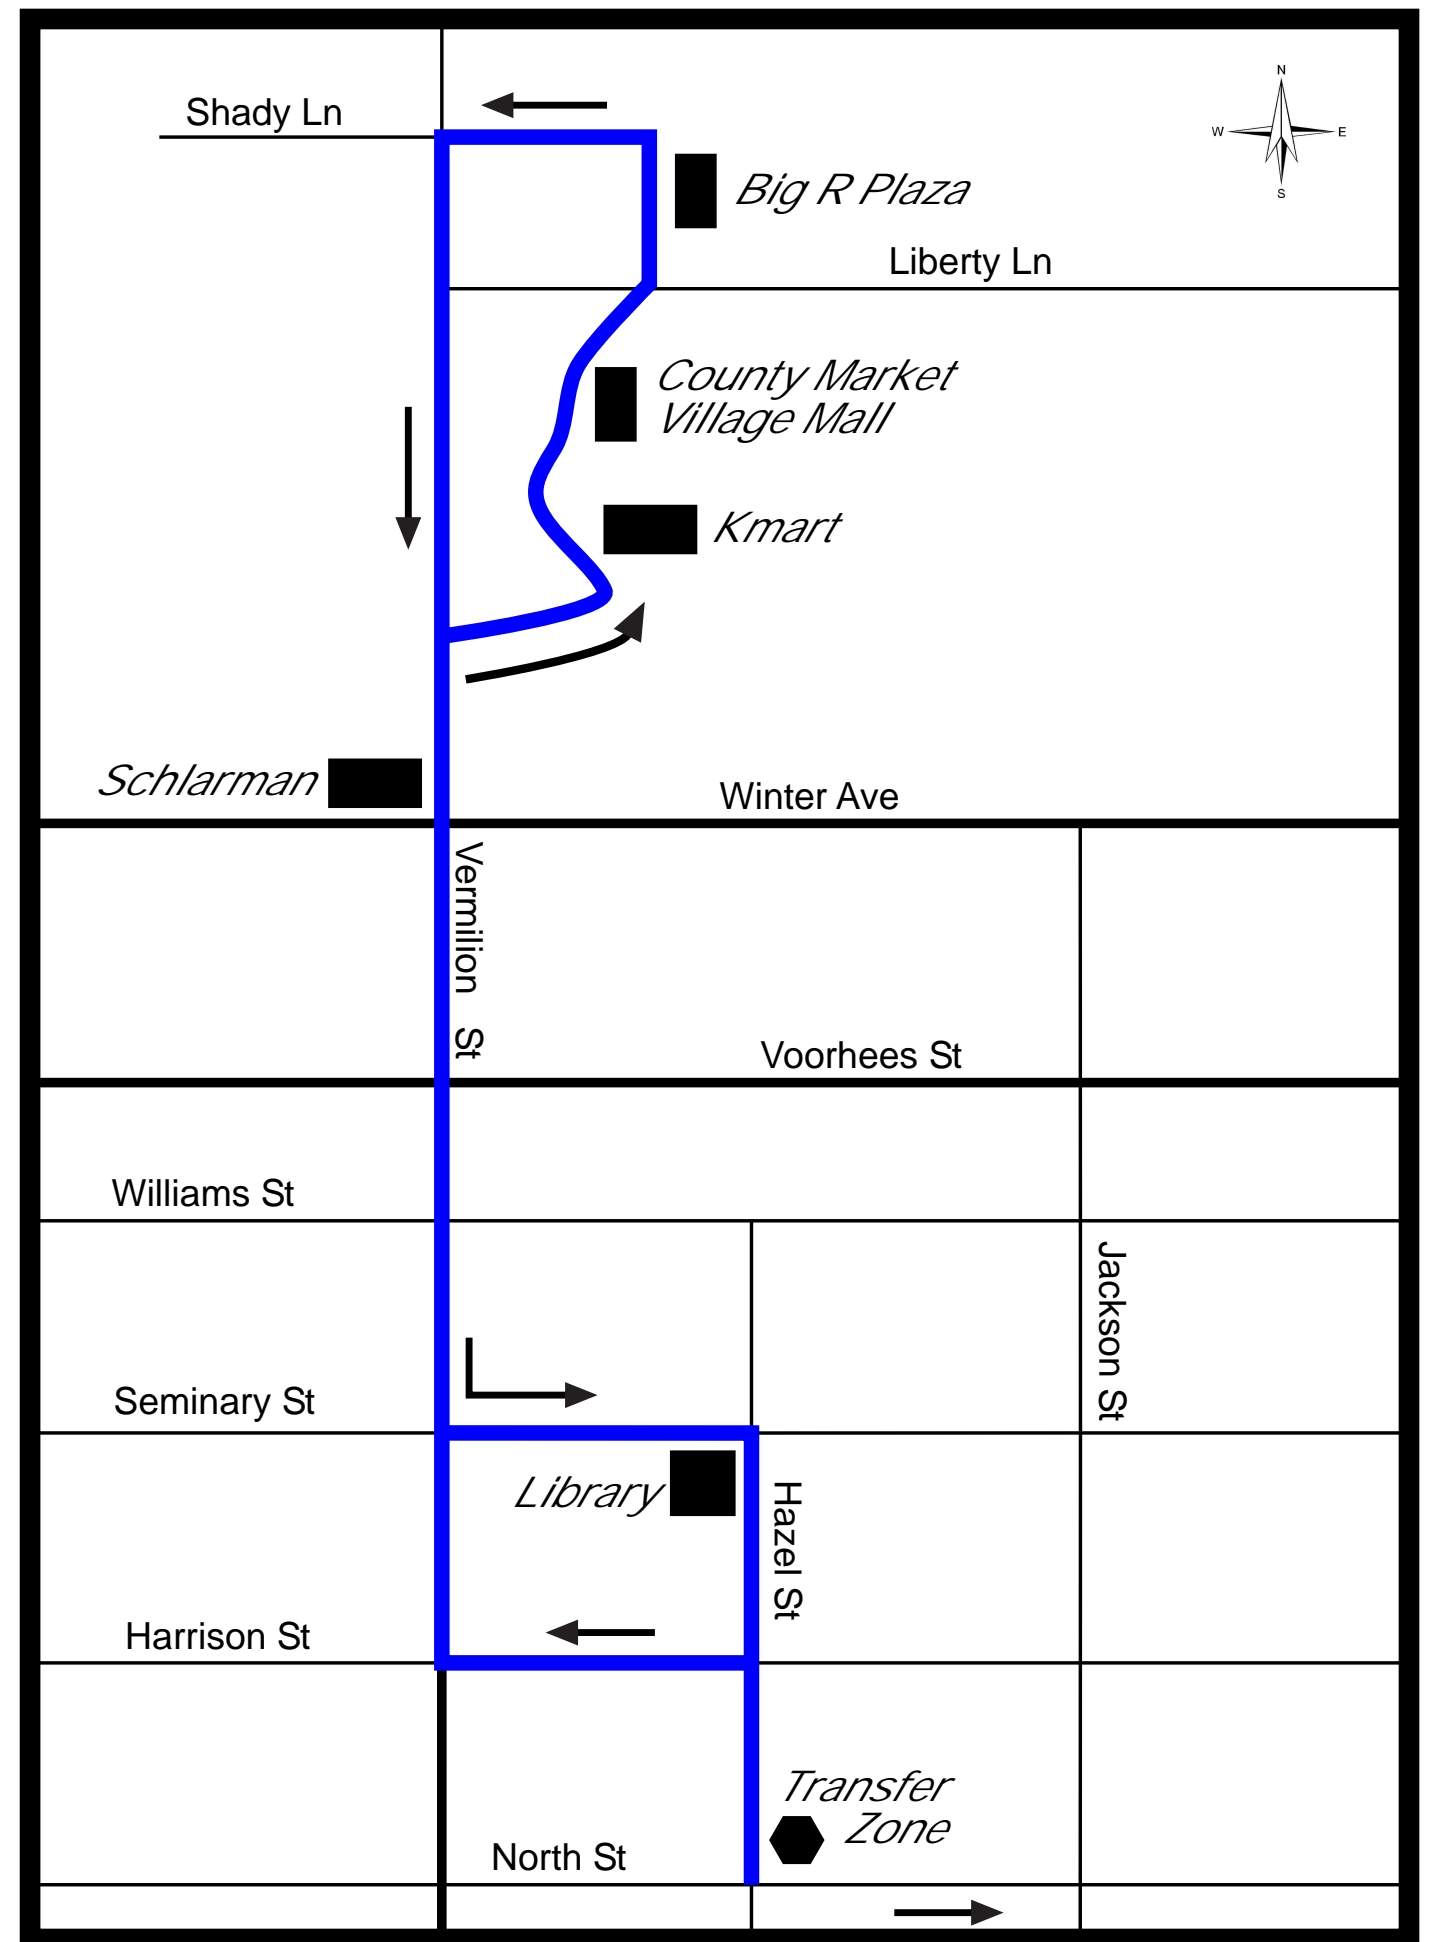 N
Shady Ln
W
E
Big R Plaza
S
Liberty Ln
County Market
Village Mall
Kmart
Schlarman
Winter Ave
Vermilion St
Voorhees St
Williams St
Jackson St
Seminary St
Library
Hazel St
Harrison St
Transfer
Zone
North St